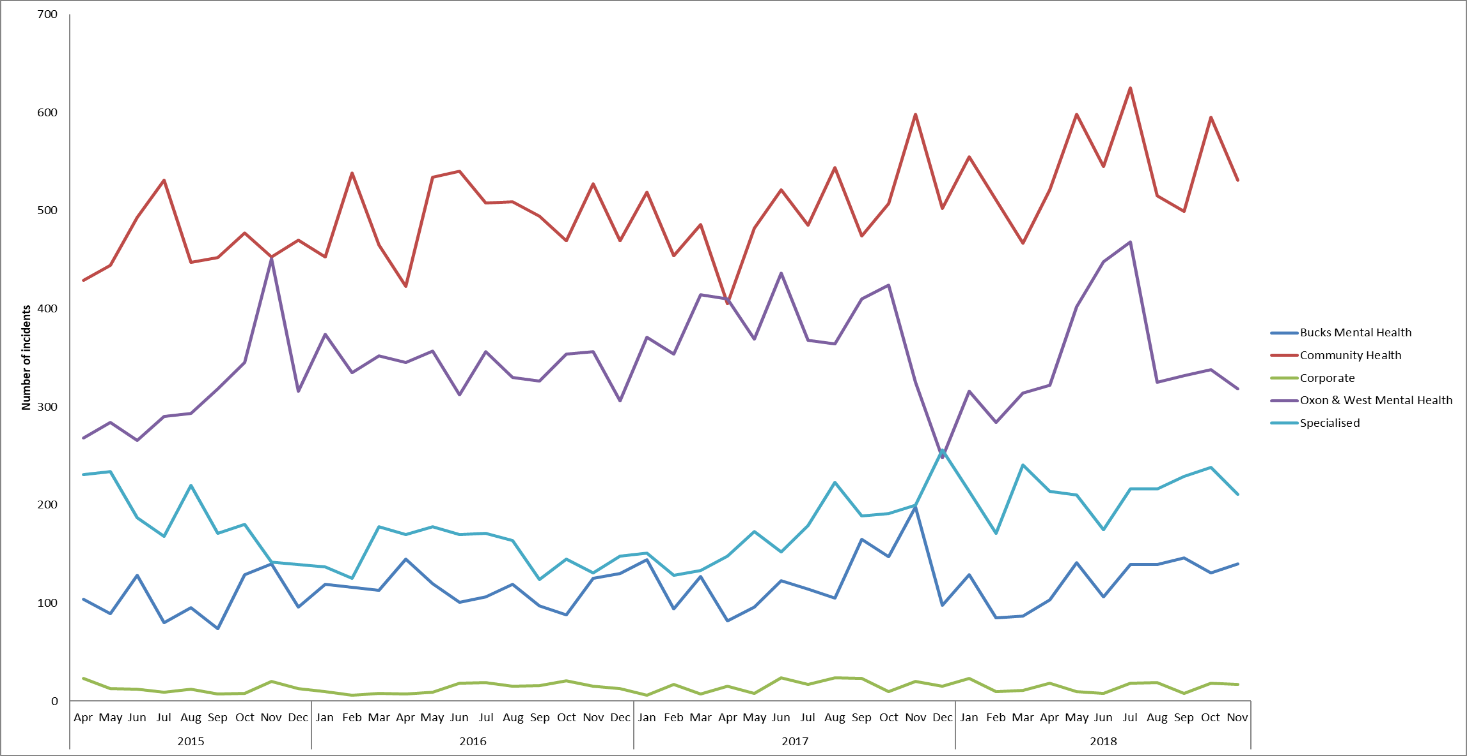 700
600
500
400
300
200
100
0
Number of incidents
Apr May Jun Jul Aug Sep Oct Nov Dec Jan Feb Mar Apr May Jun Jul Aug Sep Oct Nov Dec Jan Feb Mar Apr May Jun Jul Aug Sep Oct Nov Dec Jan Feb Mar Apr May Jun Jul Aug Sep Oct Nov
2015 2016 2017 2018
Bucks Mental Health
Community Health
Corporate
Oxon & West Mental Health
Specialised